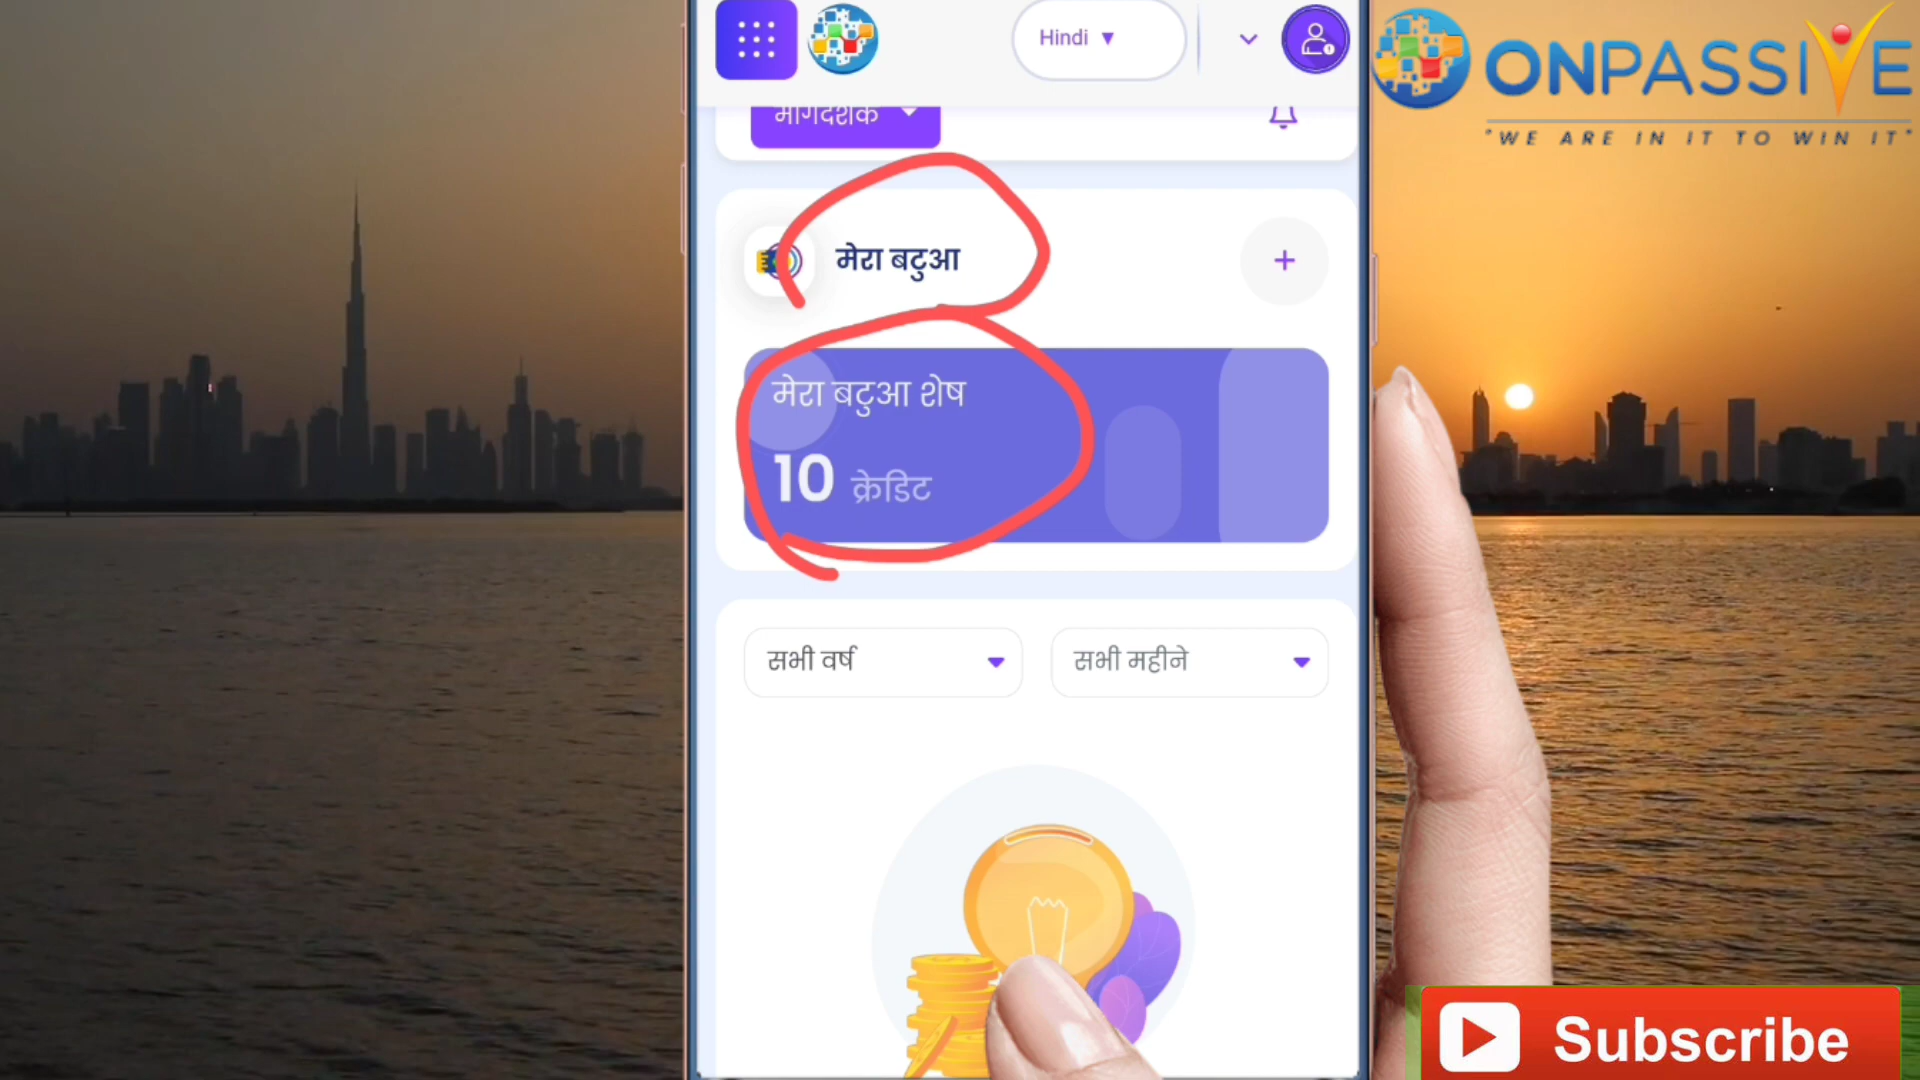 Hindi
मार्गदर्शक
मेरा बटुआ
मेरा बटुआ शेष
10 क्रेडिट
सभी वर्ष
सभी महीने
ONPASSIVE
"WE ARE IN IT TO WIN IT"
Subscribe